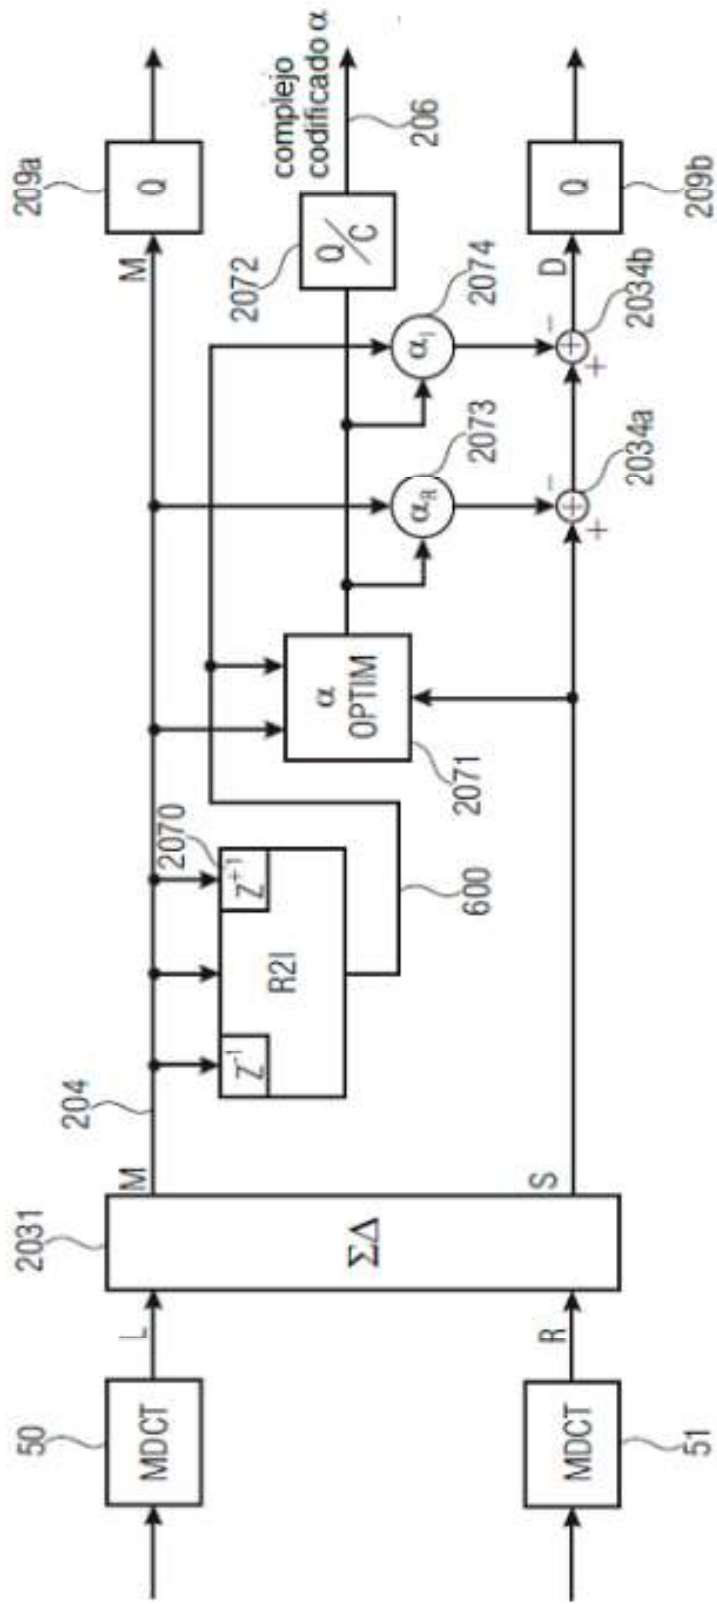 50
MDCT
L
2031
ΣΔ
M
204
Z⁻¹
R2I
Z⁺¹
2070
600
α
OPTIM
2071
αR
2073
αI
2074
2072
Q/C
complejo
codificado α
206
M
209a
Q
MDCT
51
R
S
−
+
2034a
−
+
2034b
D
Q
209b